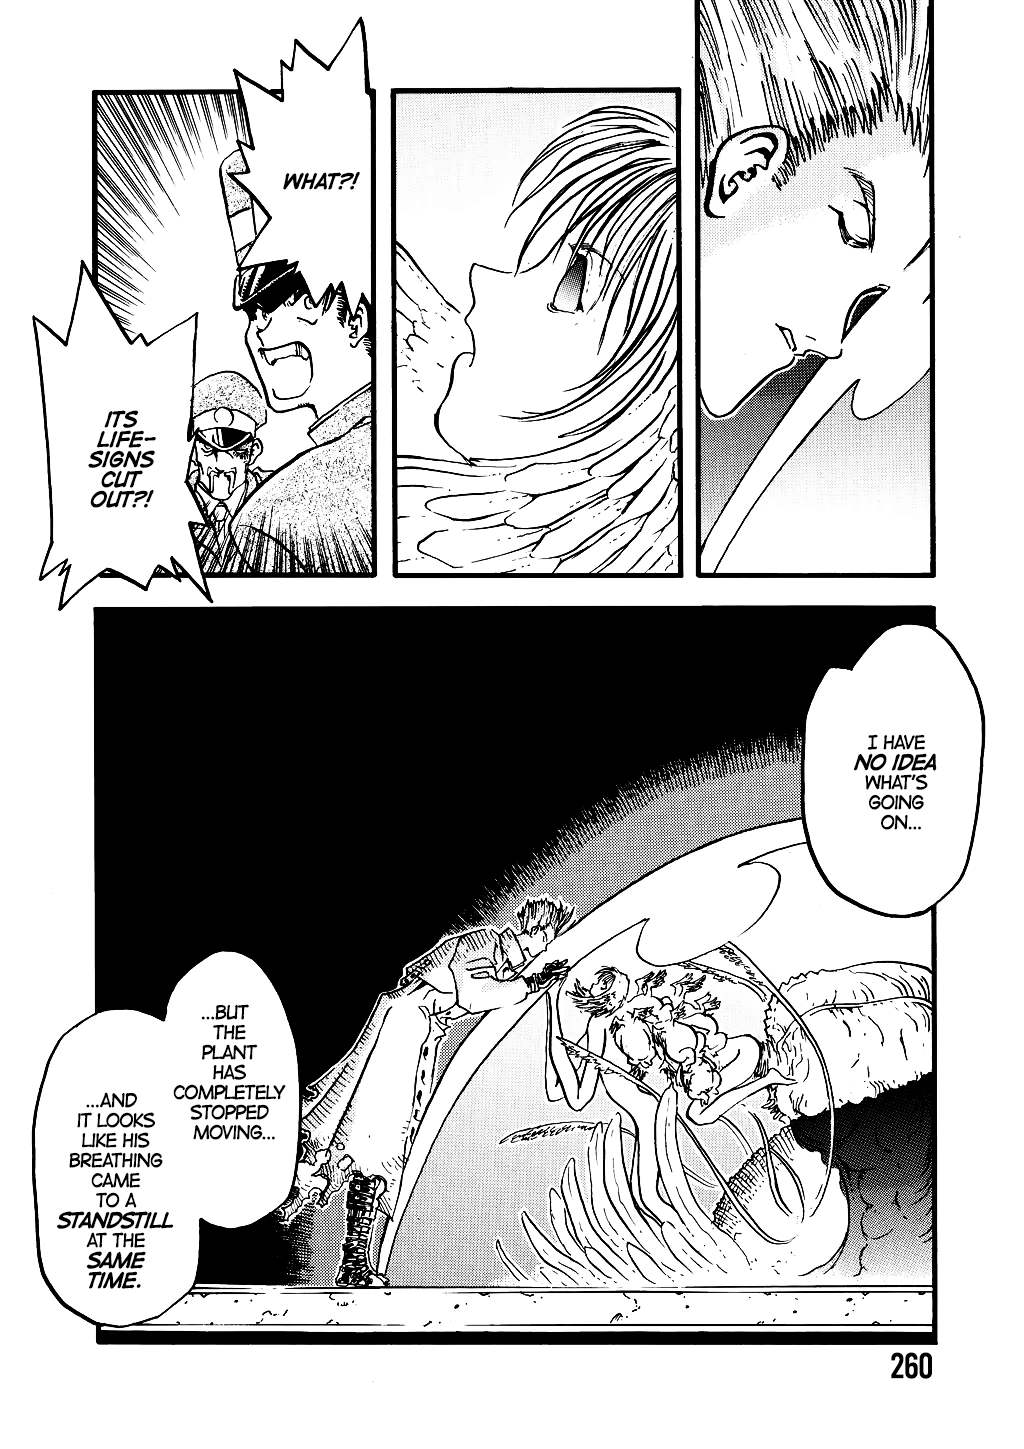 WHAT?!
ITS
LIFE-
SIGNS
CUT
OUT?!
I HAVE
NO IDEA
WHAT'S
GOING
ON...
...BUT
THE
PLANT
HAS
COMPLETELY
STOPPED
MOVING...
...AND
IT LOOKS
LIKE HIS
BREATHING
CAME
TO A
STANDSTILL
AT THE
SAME
TIME.
260